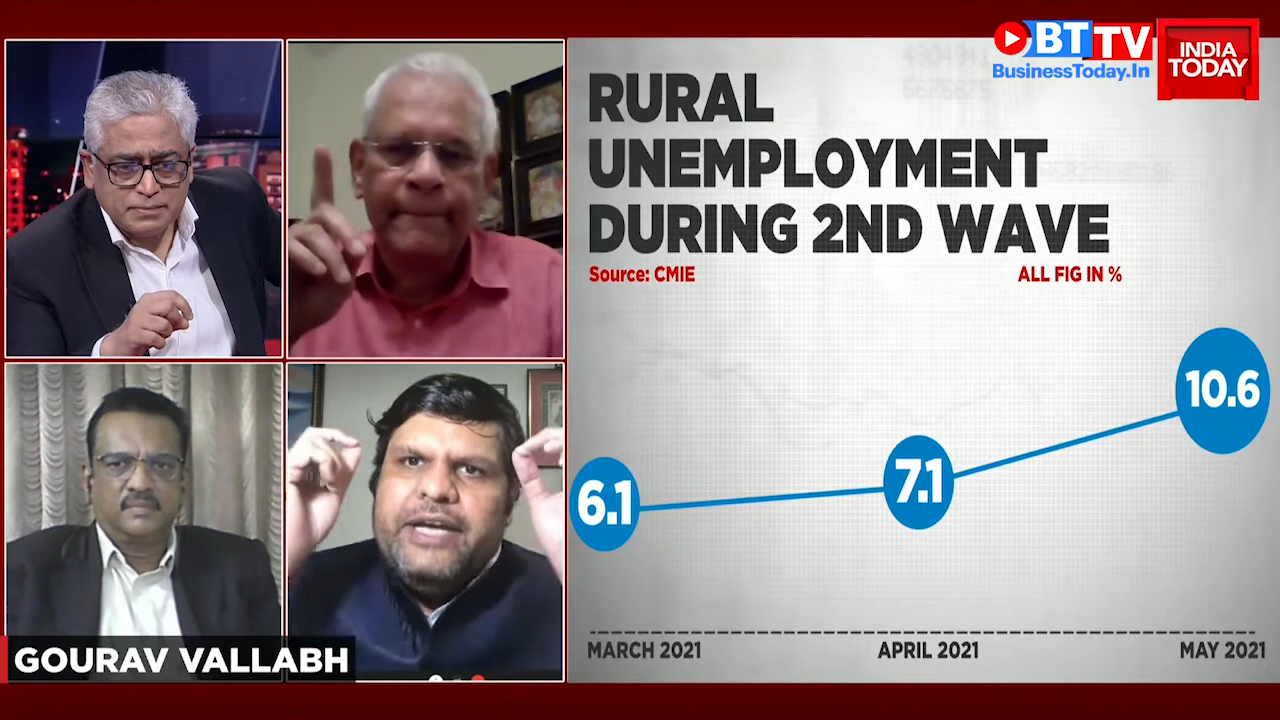 BTTV
BusinessToday.In
INDIA
TODAY
RURAL
UNEMPLOYMENT
DURING 2ND WAVE
Source: CMIE
ALL FIG IN %
6.1
7.1
10.6
MARCH 2021
APRIL 2021
MAY 2021
GOURAV VALLABH